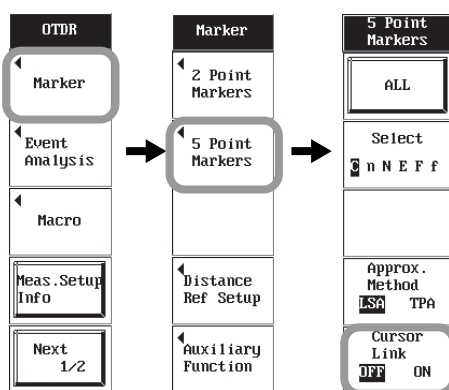 OTDR
Marker
Event
Analysis
Macro
Meas.Setup
Info
Next
1/2
Marker
2 Point
Markers
5 Point
Markers
Distance
Ref Setup
Auxiliary
Function
5 Point
Markers
ALL
Select
C n N E F f
Approx.
Method
LSA TPA
Cursor
Link
OFF ON